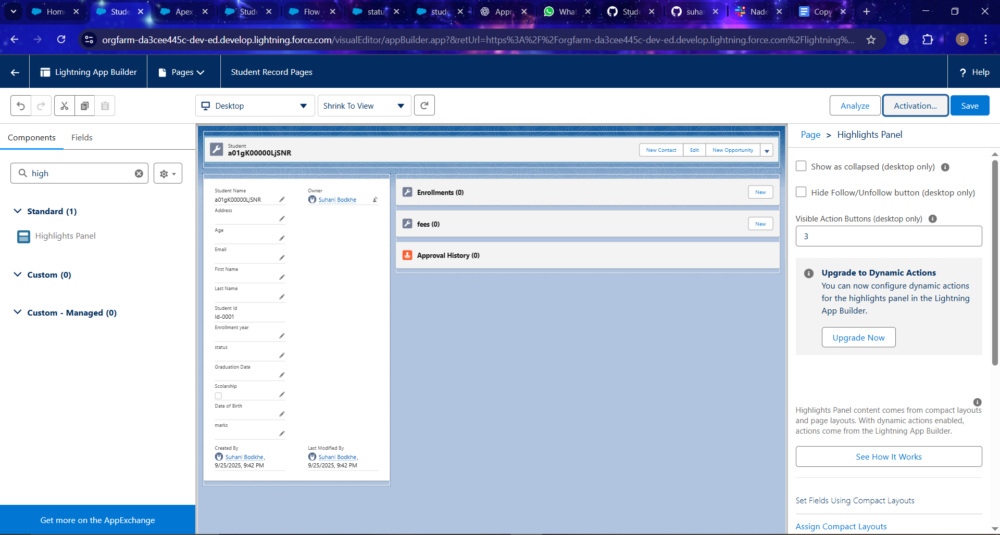 Hom
Stude
Apex
Stud
Flow
statu
stude
Appr
What
Stude
suhar
Nade
Copy
orgfarm-da3cee445c-dev-ed.develop.lightning.force.com/visualEditor/appBuilder.app?&retUrl=https%3A%2F%2Forgfarm-da3cee445c-dev-ed.develop.lightning.force.com%2Flightning%...
S
Lightning App Builder
Pages
Student Record Pages
? Help
Desktop
Shrink To View
Analyze
Activation...
Save
Components
Fields
high
Standard (1)
Highlights Panel
Custom (0)
Custom - Managed (0)
Get more on the AppExchange
Student
a01gK00000LjSNR
New Contact
Edit
New Opportunity
Student Name
a01gK00000LjSNR
Owner
Suhani Bodkhe
Address
Age
Email
First Name
Last Name
Student Id
Id-0001
Enrollment year
status
Graduation Date
Scolarship
Date of Birth
marks
Created By
Suhani Bodkhe,
9/25/2025, 9:42 PM
Last Modified By
Suhani Bodkhe,
9/25/2025, 9:42 PM
Enrollments (0)
New
fees (0)
New
Approval History (0)
Page > Highlights Panel
Show as collapsed (desktop only)
Hide Follow/Unfollow button (desktop only)
Visible Action Buttons (desktop only)
3
Upgrade to Dynamic Actions
You can now configure dynamic actions
for the highlights panel in the Lightning
App Builder.
Upgrade Now
Highlights Panel content comes from compact layouts
and page layouts. With dynamic actions enabled,
actions come from the Lightning App Builder.
See How It Works
Set Fields Using Compact Layouts
Assign Compact Layouts